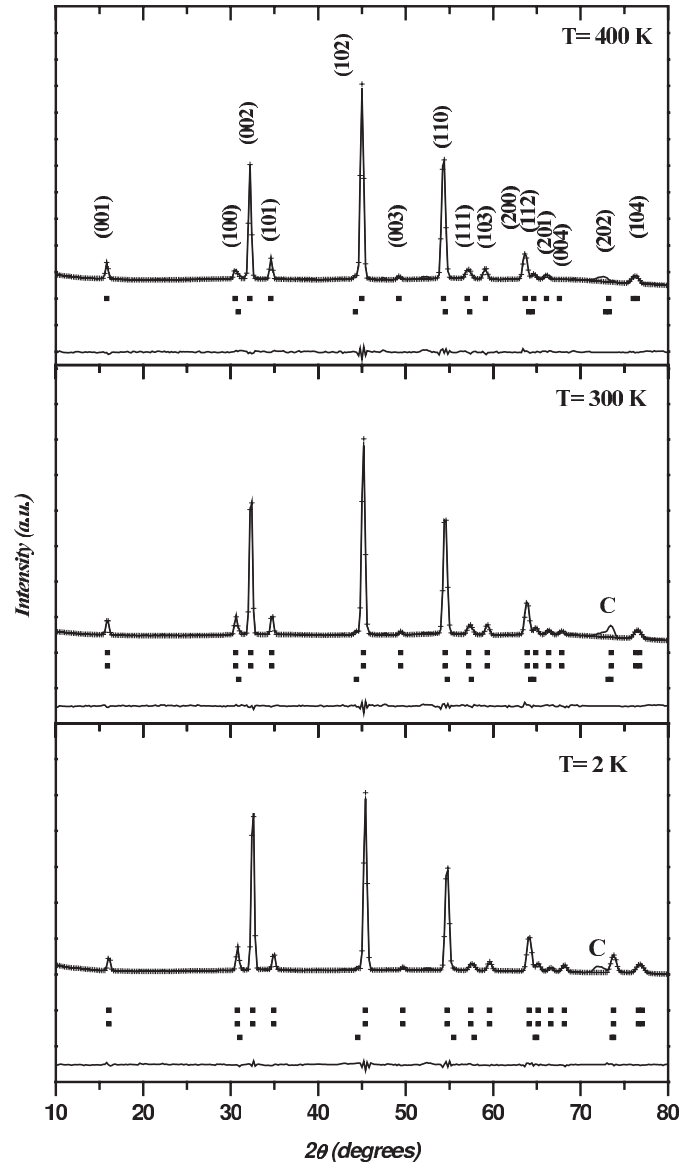 T= 400 K
(001)
(100)
(002)
(101)
(102)
(003)
(110)
(111)
(103)
(200)
(112)
(201)
(004)
(202)
(104)
T= 300 K
C
Intensity (a.u.)
T= 2 K
C
10 20 30 40 50 60 70 80
2θ (degrees)